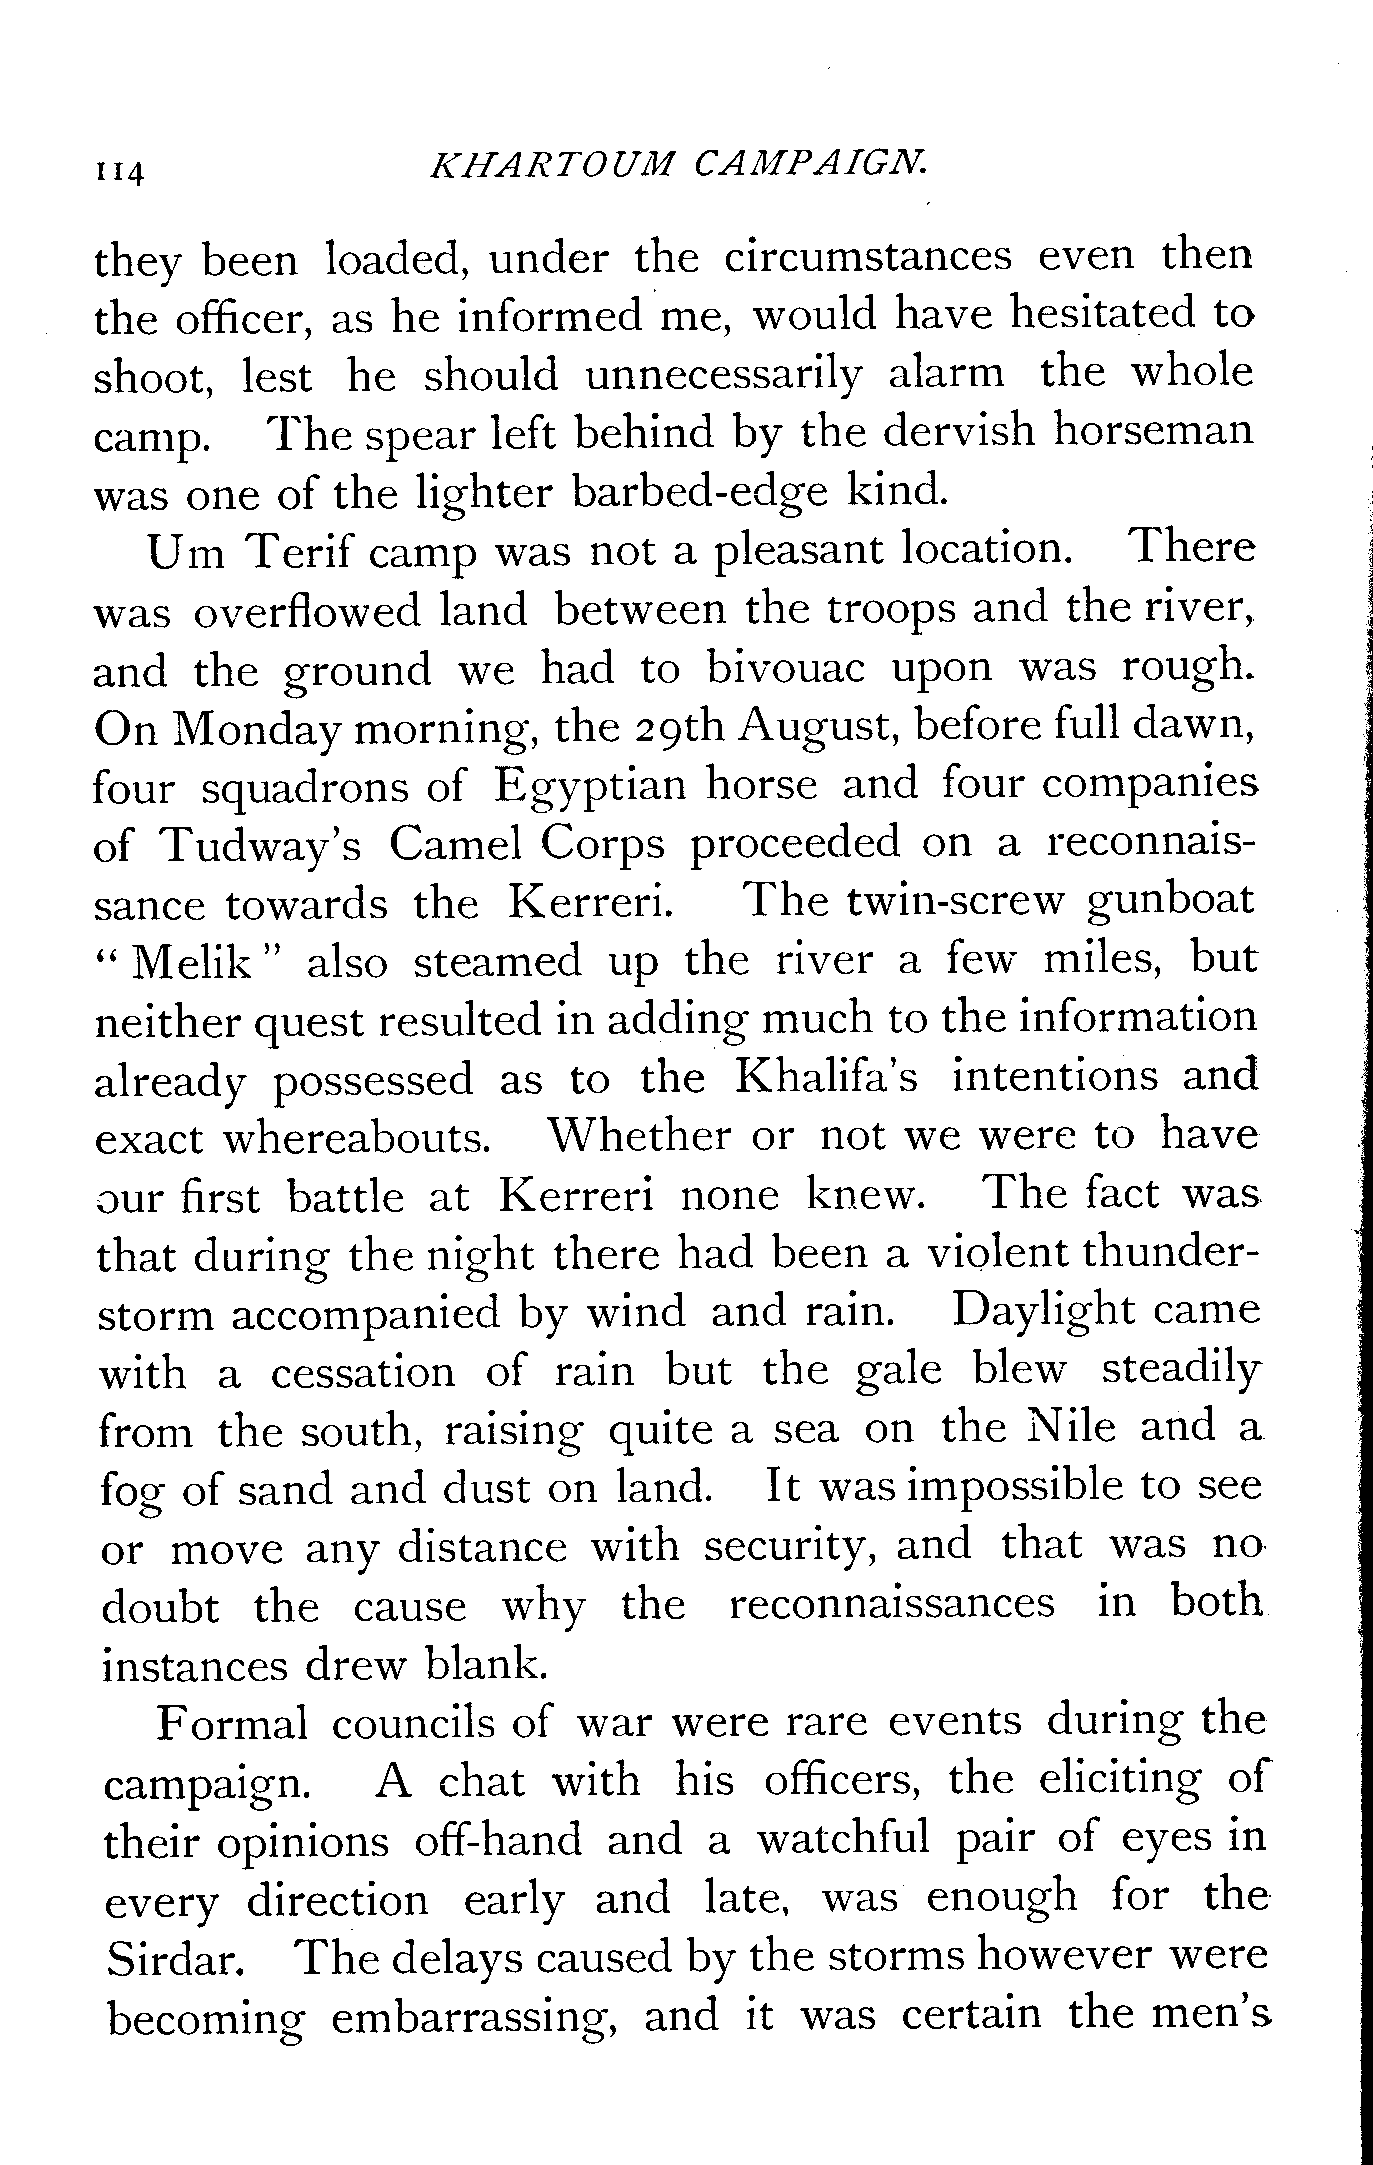 114 KHARTOUM CAMPAIGN.
they been loaded, under the circumstances even then
the officer, as he informed me, would have hesitated to
shoot, lest he should unnecessarily alarm the whole
camp. The spear left behind by the dervish horseman
was one of the lighter barbed-edge kind.
Um Terif camp was not a pleasant location. There
was overflowed land between the troops and the river,
and the ground we had to bivouac upon was rough.
On Monday morning, the 29th August, before full dawn,
four squadrons of Egyptian horse and four companies
of Tudway's Camel Corps proceeded on a reconnais-
sance towards the Kerreri. The twin-screw gunboat
“ Melik ” also steamed up the river a few miles, but
neither quest resulted in adding much to the information
already possessed as to the Khalifa's intentions and
exact whereabouts. Whether or not we were to have
our first battle at Kerreri none knew. The fact was
that during the night there had been a violent thunder-
storm accompanied by wind and rain. Daylight came
with a cessation of rain but the gale blew steadily
from the south, raising quite a sea on the Nile and a
fog of sand and dust on land. It was impossible to see
or move any distance with security, and that was no
doubt the cause why the reconnaissances in both
instances drew blank.
Formal councils of war were rare events during the
campaign. A chat with his officers, the eliciting of
their opinions off-hand and a watchful pair of eyes in
every direction early and late, was enough for the
Sirdar. The delays caused by the storms however were
becoming embarrassing, and it was certain the men's